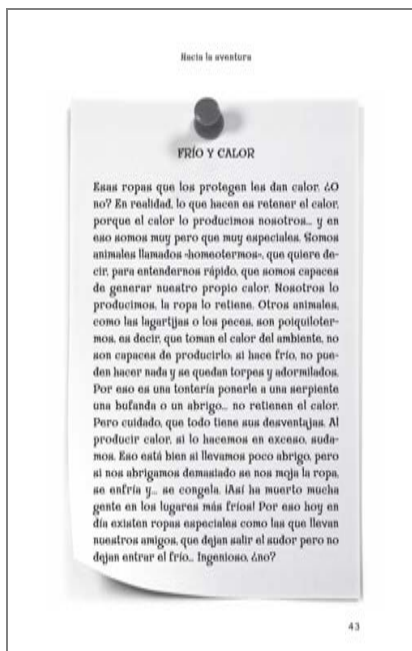 Hacia la aventura
FRÍO Y CALOR
Esas ropas que los protegen les dan calor. ¿O
no? En realidad, lo que hacen es retener el calor,
porque el calor lo producimos nosotros... y en
eso somos muy pero que muy especiales. Somos
animales llamados «homeotermos», que quiere de-
cir, para entendernos rápido, que somos capaces
de generar nuestro propio calor. Nosotros lo
producimos, la ropa lo retiene. Otros animales,
como las lagartijas o los peces, son poiquiloter-
mos, es decir, que toman el calor del ambiente, no
son capaces de producirlo; si hace frío, no pue-
den hacer nada y se quedan torpes y adormilados.
Por eso es una tontería ponerle a una serpiente
una bufanda o un abrigo... no retienen el calor.
Pero cuidado, que todo tiene sus desventajas. Al
producir calor, si lo hacemos en exceso, suda-
mos. Eso está bien si llevamos poco abrigo, pero
si nos abrigamos demasiado se nos moja la ropa,
se enfría y... se congela. ¡Así ha muerto mucha
gente en los lugares más fríos! Por eso hoy en
día existen ropas especiales como las que llevan
nuestros amigos, que dejan salir el sudor pero no
dejan entrar el frío... Ingenioso, ¿no?
43